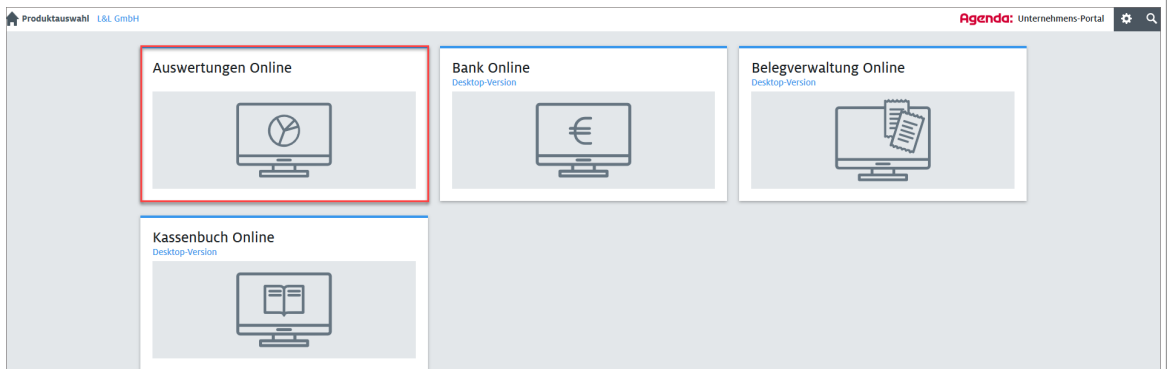 Produktauswahl L&L GmbH
Agenda: Unternehmens-Portal
Auswertungen Online
Bank Online
Desktop-Version
Belegverwaltung Online
Desktop-Version
€
Kassenbuch Online
Desktop-Version